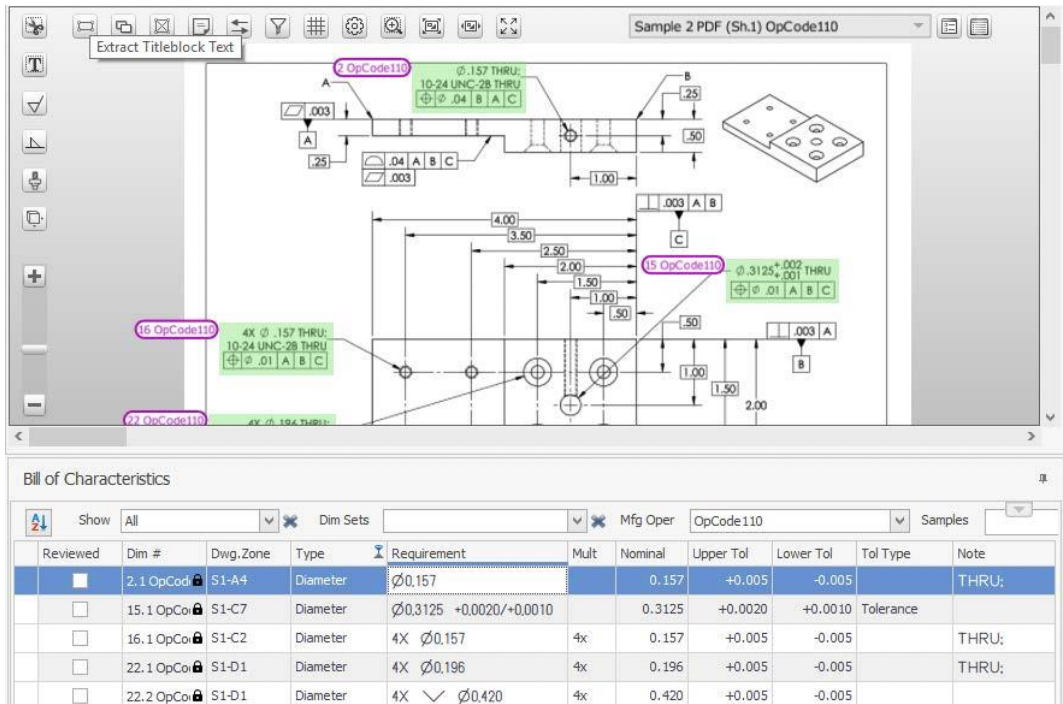 Sample 2 PDF (Sh.1) OpCode110
Extract Titleblock Text
T
2 OpCode110
∅.157 THRU;
10-24 UNC-2B THRU
⌖ ∅ .04 B A C
A
B
.25
⏥ .003
A
.50
.25
⌓ .04 A B C
⏥ .003
1.00
⟂ .003 A B
C
4.00
3.50
2.50
2.00
1.50
1.00
.50
15 OpCode110
∅.3125 +.002 +.001 THRU
⌖ ∅ .01 A B C
16 OpCode110
4X ∅ .157 THRU;
10-24 UNC-2B THRU
⌖ ∅ .01 A B C
.50
⟂ .003 A
B
1.00
1.50
2.00
22 OpCode110
4X ∅ .196 THRU;
Bill of Characteristics
Show All Dim Sets Mfg Oper OpCode110 Samples
Reviewed Dim # Dwg.Zone Type Requirement Mult Nominal Upper Tol Lower Tol Tol Type Note
2.1 OpCod S1-A4 Diameter ∅0.157 0.157 +0.005 -0.005 THRU;
15.1 OpCo S1-C7 Diameter ∅0.3125 +0.0020/+0.0010 0.3125 +0.0020 +0.0010 Tolerance
16.1 OpCo S1-C2 Diameter 4X ∅0.157 4x 0.157 +0.005 -0.005 THRU;
22.1 OpCo S1-D1 Diameter 4X ∅0.196 4x 0.196 +0.005 -0.005 THRU;
22.2 OpCo S1-D1 Diameter 4X ⌵ ∅0.420 4x 0.420 +0.005 -0.005